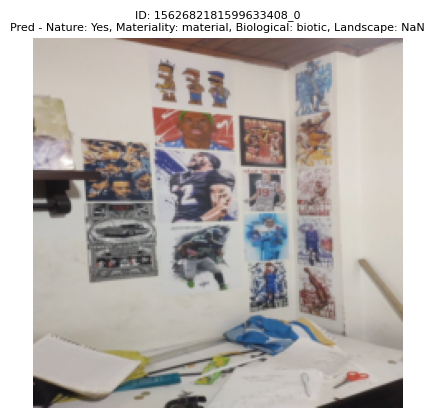 ID: 1562682181599633408_0
Pred - Nature: Yes, Materiality: material, Biological: biotic, Landscape: NaN